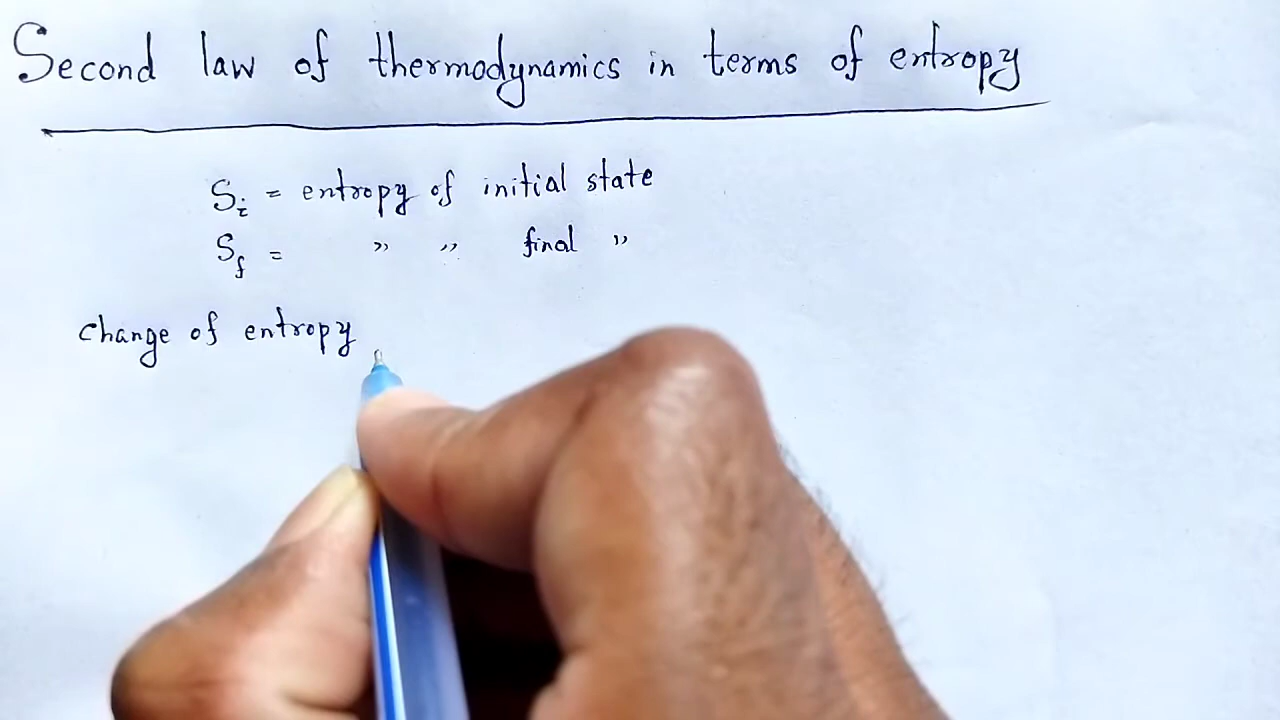 Second law of thermodynamics in terms of entropy
Si = entropy of initial state
Sf = " " final "
change of entropy